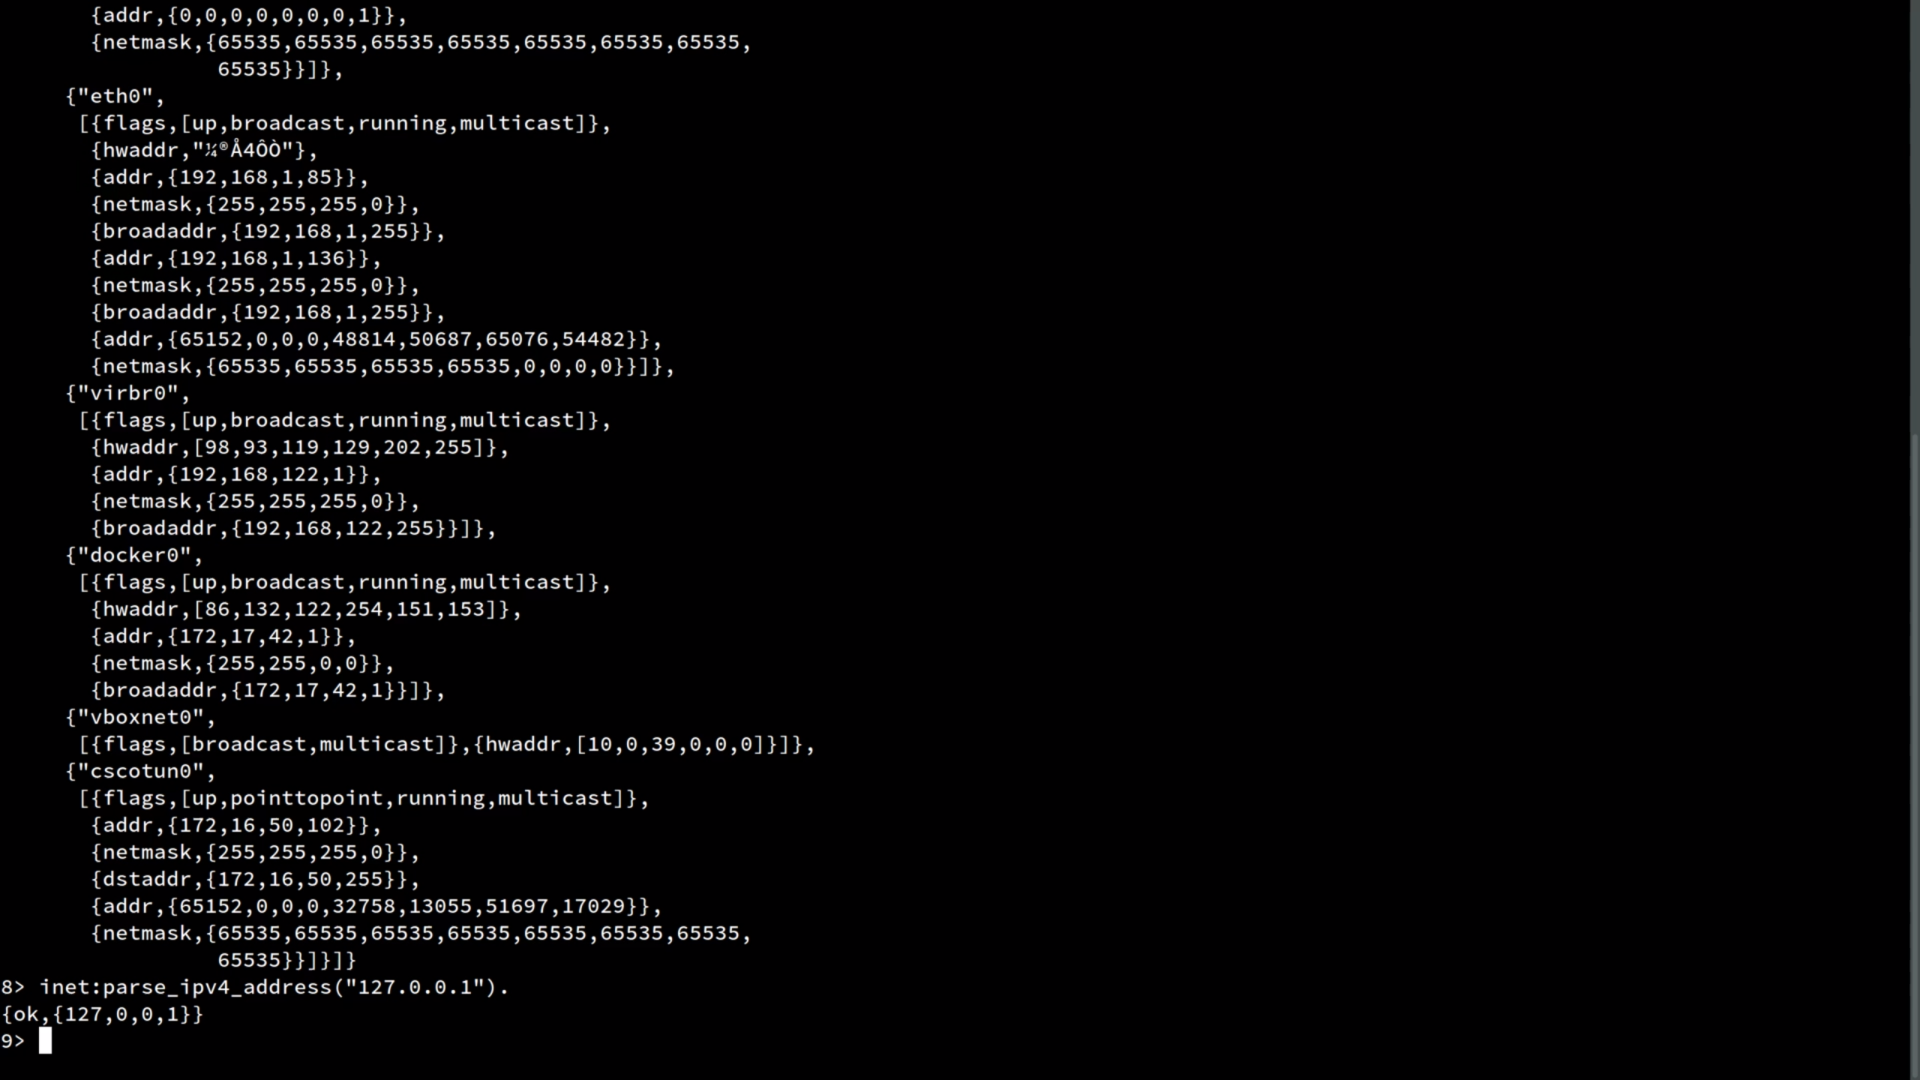 {addr,{0,0,0,0,0,0,0,1}},
{netmask,{65535,65535,65535,65535,65535,65535,65535,
65535}}]},
{"eth0",
[{flags,[up,broadcast,running,multicast]},
{hwaddr,"¼®Å4ÔÒ"},
{addr,{192,168,1,85}},
{netmask,{255,255,255,0}},
{broadaddr,{192,168,1,255}},
{addr,{192,168,1,136}},
{netmask,{255,255,255,0}},
{broadaddr,{192,168,1,255}},
{addr,{65152,0,0,0,48814,50687,65076,54482}},
{netmask,{65535,65535,65535,65535,0,0,0,0}}]},
{"virbr0",
[{flags,[up,broadcast,running,multicast]},
{hwaddr,[98,93,119,129,202,255]},
{addr,{192,168,122,1}},
{netmask,{255,255,255,0}},
{broadaddr,{192,168,122,255}}]},
{"docker0",
[{flags,[up,broadcast,running,multicast]},
{hwaddr,[86,132,122,254,151,153]},
{addr,{172,17,42,1}},
{netmask,{255,255,0,0}},
{broadaddr,{172,17,42,1}}]},
{"vboxnet0",
[{flags,[broadcast,multicast]},{hwaddr,[10,0,39,0,0,0]}]},
{"cscotun0",
[{flags,[up,pointtopoint,running,multicast]},
{addr,{172,16,50,102}},
{netmask,{255,255,255,0}},
{dstaddr,{172,16,50,255}},
{addr,{65152,0,0,0,32758,13055,51697,17029}},
{netmask,{65535,65535,65535,65535,65535,65535,65535,
65535}}]}]}
8> inet:parse_ipv4_address("127.0.0.1").
{ok,{127,0,0,1}}
9>